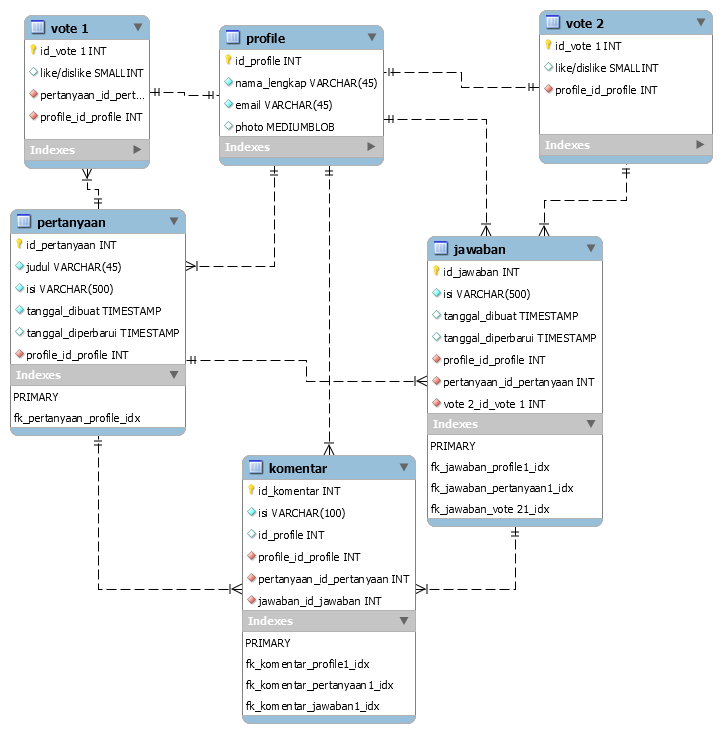 vote 1
id_vote 1 INT
like/dislike SMALLINT
pertanyaan_id_pert...
profile_id_profile INT
Indexes
profile
id_profile INT
nama_lengkap VARCHAR(45)
email VARCHAR(45)
photo MEDIUMBLOB
Indexes
vote 2
id_vote 1 INT
like/dislike SMALLINT
profile_id_profile INT
Indexes
pertanyaan
id_pertanyaan INT
judul VARCHAR(45)
isi VARCHAR(500)
tanggal_dibuat TIMESTAMP
tanggal_diperbarui TIMESTAMP
profile_id_profile INT
Indexes
PRIMARY
fk_pertanyaan_profile_idx
jawaban
id_jawaban INT
isi VARCHAR(500)
tanggal_dibuat TIMESTAMP
tanggal_diperbarui TIMESTAMP
profile_id_profile INT
pertanyaan_id_pertanyaan INT
vote 2_id_vote 1 INT
Indexes
PRIMARY
fk_jawaban_profile1_idx
fk_jawaban_pertanyaan1_idx
fk_jawaban_vote 21_idx
komentar
id_komentar INT
isi VARCHAR(100)
id_profile INT
profile_id_profile INT
pertanyaan_id_pertanyaan INT
jawaban_id_jawaban INT
Indexes
PRIMARY
fk_komentar_profile1_idx
fk_komentar_pertanyaan1_idx
fk_komentar_jawaban1_idx